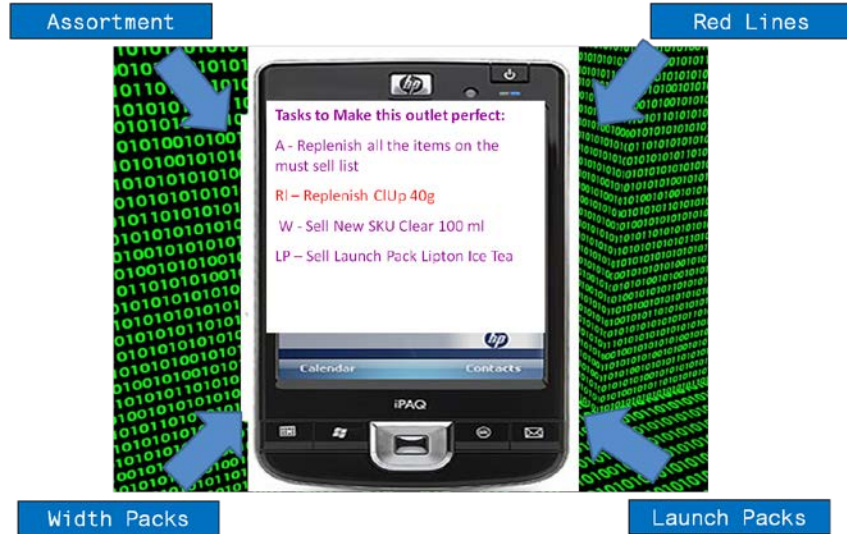 Assortment
Red Lines
hp
Tasks to Make this outlet perfect:
A - Replenish all the items on the
must sell list
Rl – Replenish ClUp 40g
W - Sell New SKU Clear 100 ml
LP – Sell Launch Pack Lipton Ice Tea
hp
Calendar
Contacts
iPAQ
Width Packs
Launch Packs